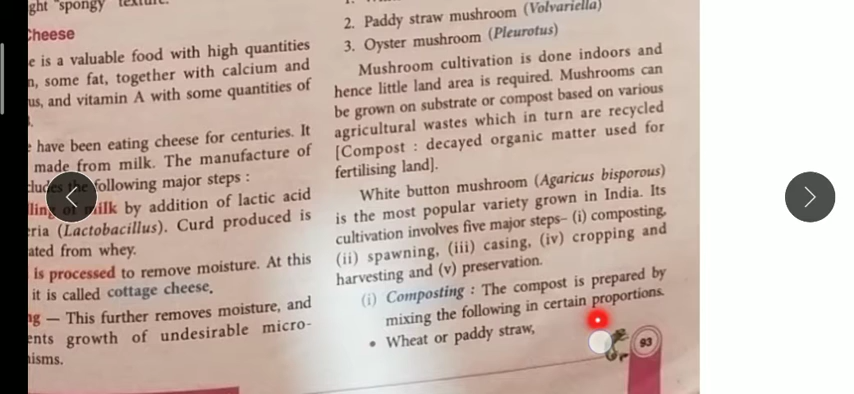 ght "spongy" texture.
Cheese
e is a valuable food with high quantities
n, some fat, together with calcium and
us, and vitamin A with some quantities of
have been eating cheese for centuries. It
made from milk. The manufacture of
the following major steps :
milk by addition of lactic acid
eria (Lactobacillus). Curd produced is
ated from whey.
is processed to remove moisture. At this
it is called cottage cheese.
ng — This further removes moisture, and
ents growth of undesirable micro-
nisms.
2. Paddy straw mushroom (Volvariella)
3. Oyster mushroom (Pleurotus)
Mushroom cultivation is done indoors and
hence little land area is required. Mushrooms can
be grown on substrate or compost based on various
agricultural wastes which in turn are recycled
[Compost : decayed organic matter used for
fertilising land].
White button mushroom (Agaricus bisporous)
is the most popular variety grown in India. Its
cultivation involves five major steps– (i) composting,
(ii) spawning, (iii) casing, (iv) cropping and
harvesting and (v) preservation.
(i) Composting : The compost is prepared by
mixing the following in certain proportions.
• Wheat or paddy straw,
93